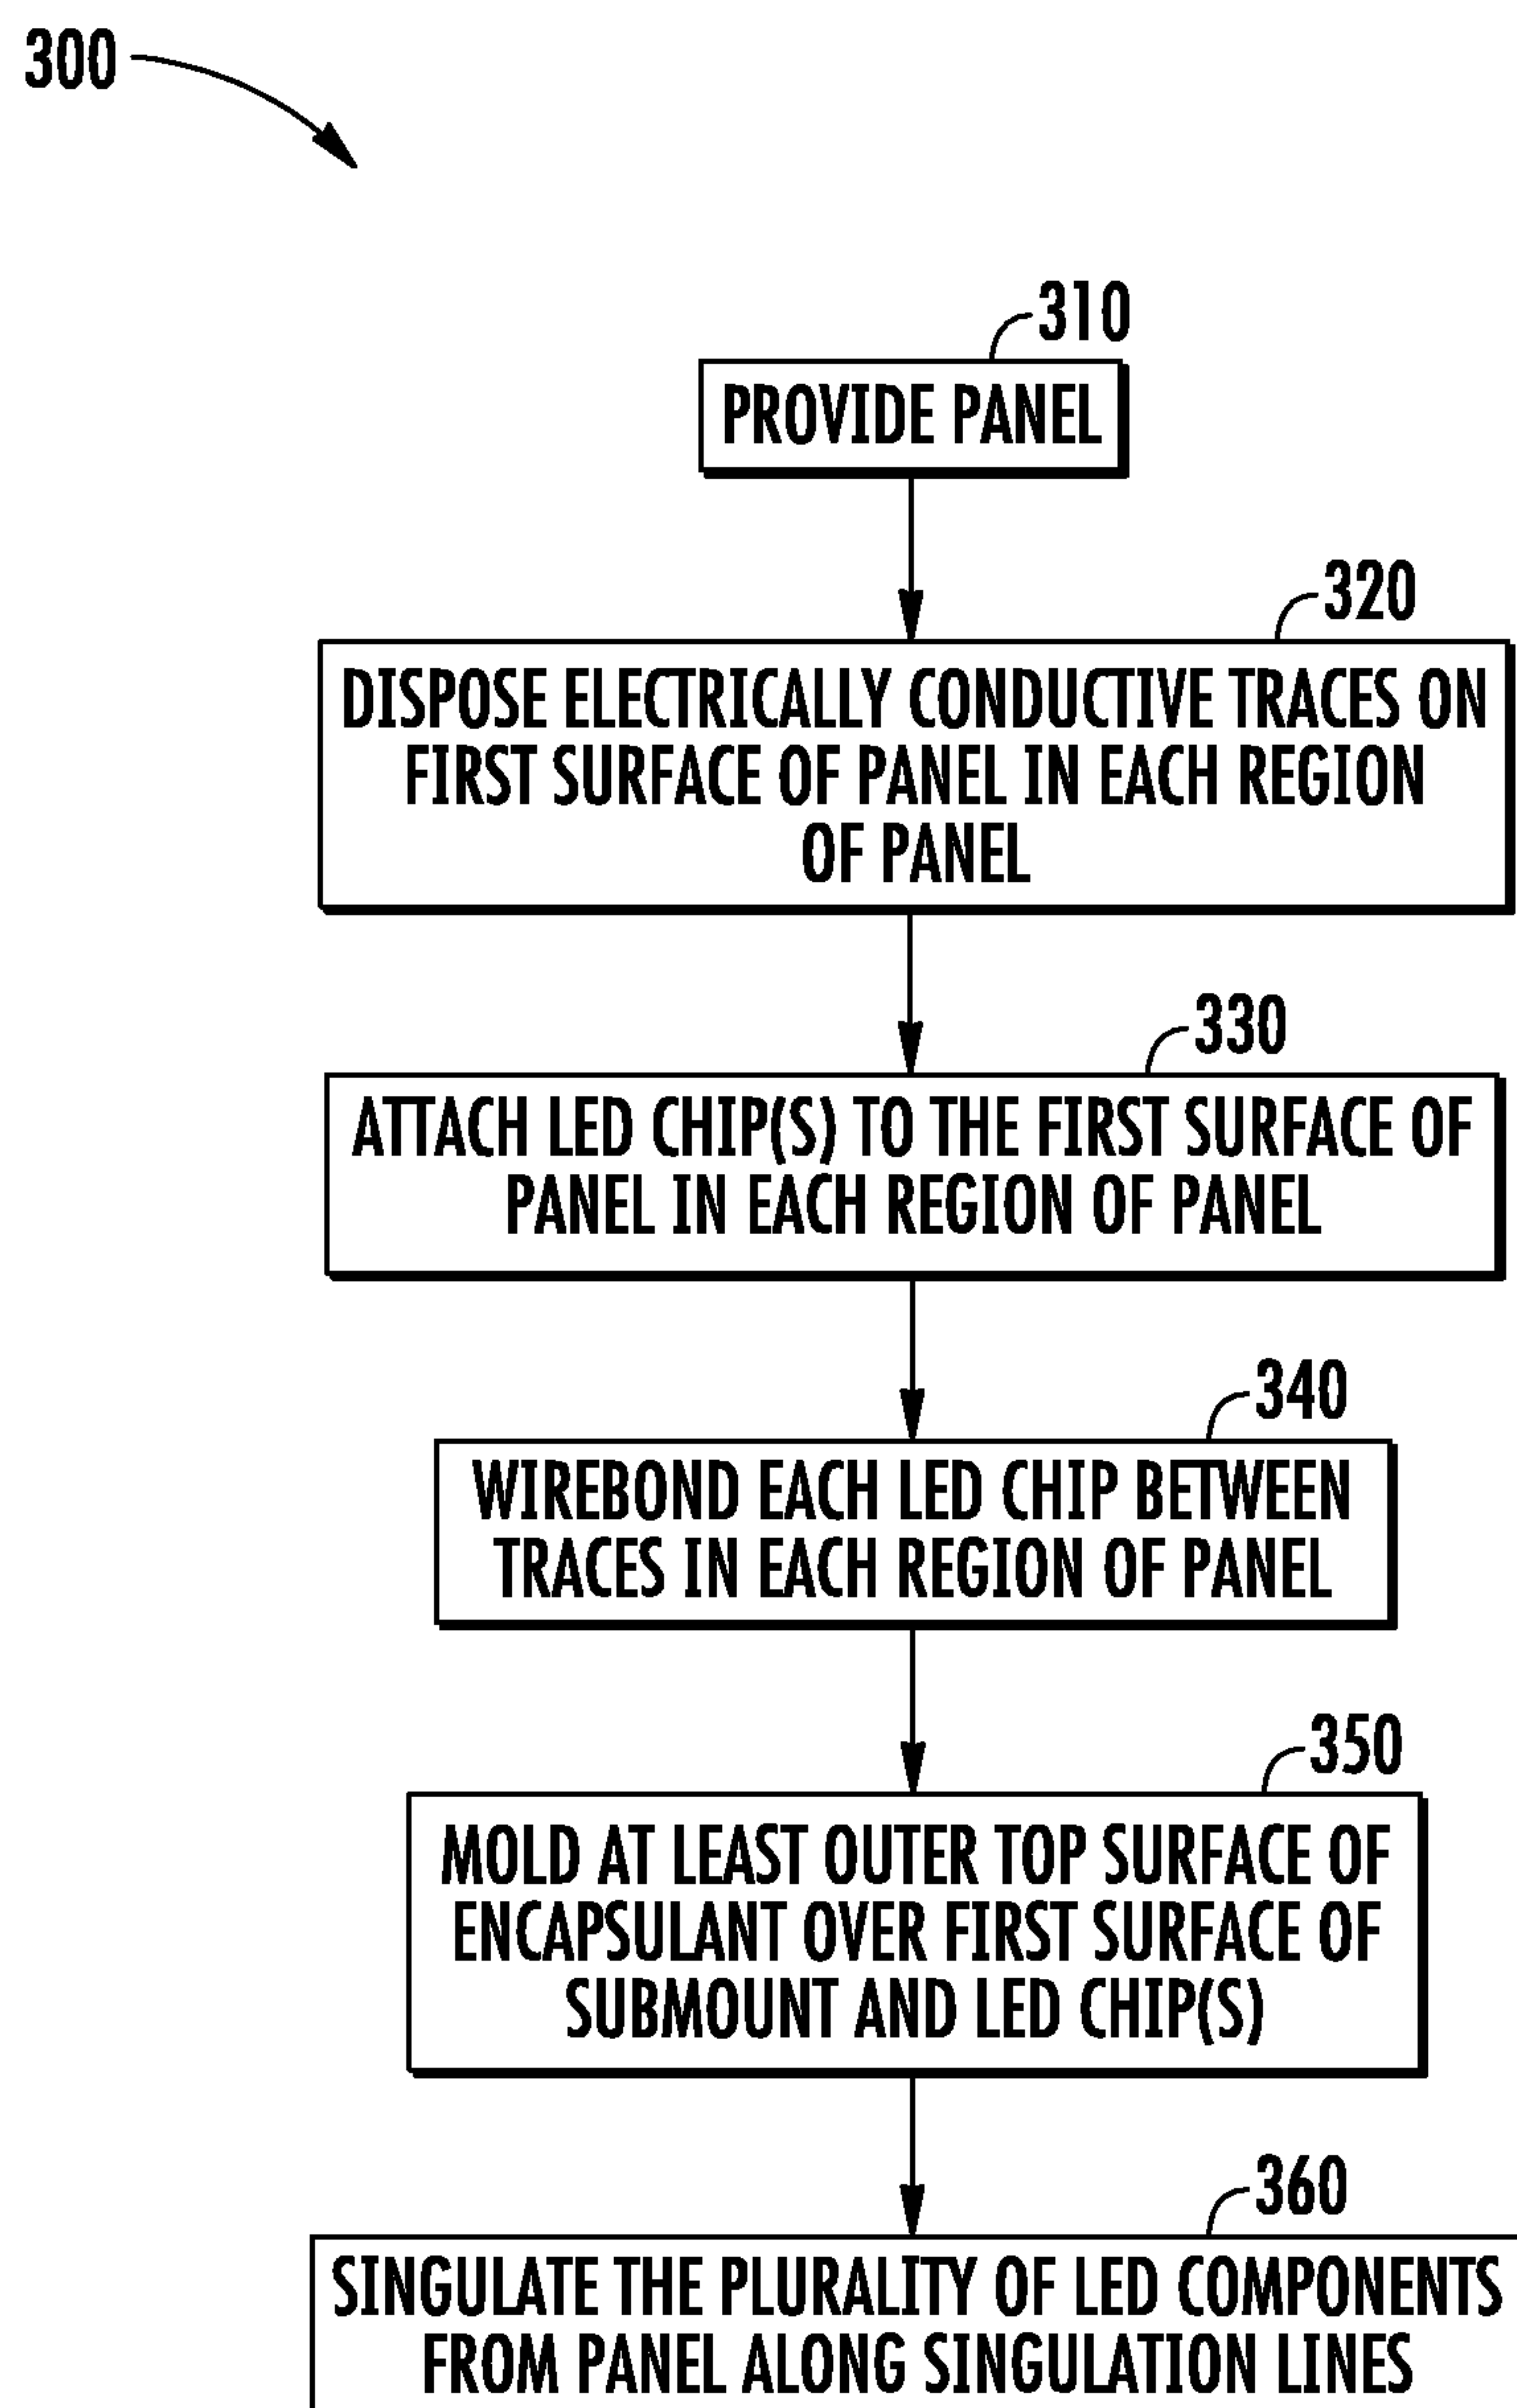 300
310
PROVIDE PANEL
320
DISPOSE ELECTRICALLY CONDUCTIVE TRACES ON
FIRST SURFACE OF PANEL IN EACH REGION
OF PANEL
330
ATTACH LED CHIP(S) TO THE FIRST SURFACE OF
PANEL IN EACH REGION OF PANEL
340
WIREBOND EACH LED CHIP BETWEEN
TRACES IN EACH REGION OF PANEL
350
MOLD AT LEAST OUTER TOP SURFACE OF
ENCAPSULANT OVER FIRST SURFACE OF
SUBMOUNT AND LED CHIP(S)
360
SINGULATE THE PLURALITY OF LED COMPONENTS
FROM PANEL ALONG SINGULATION LINES